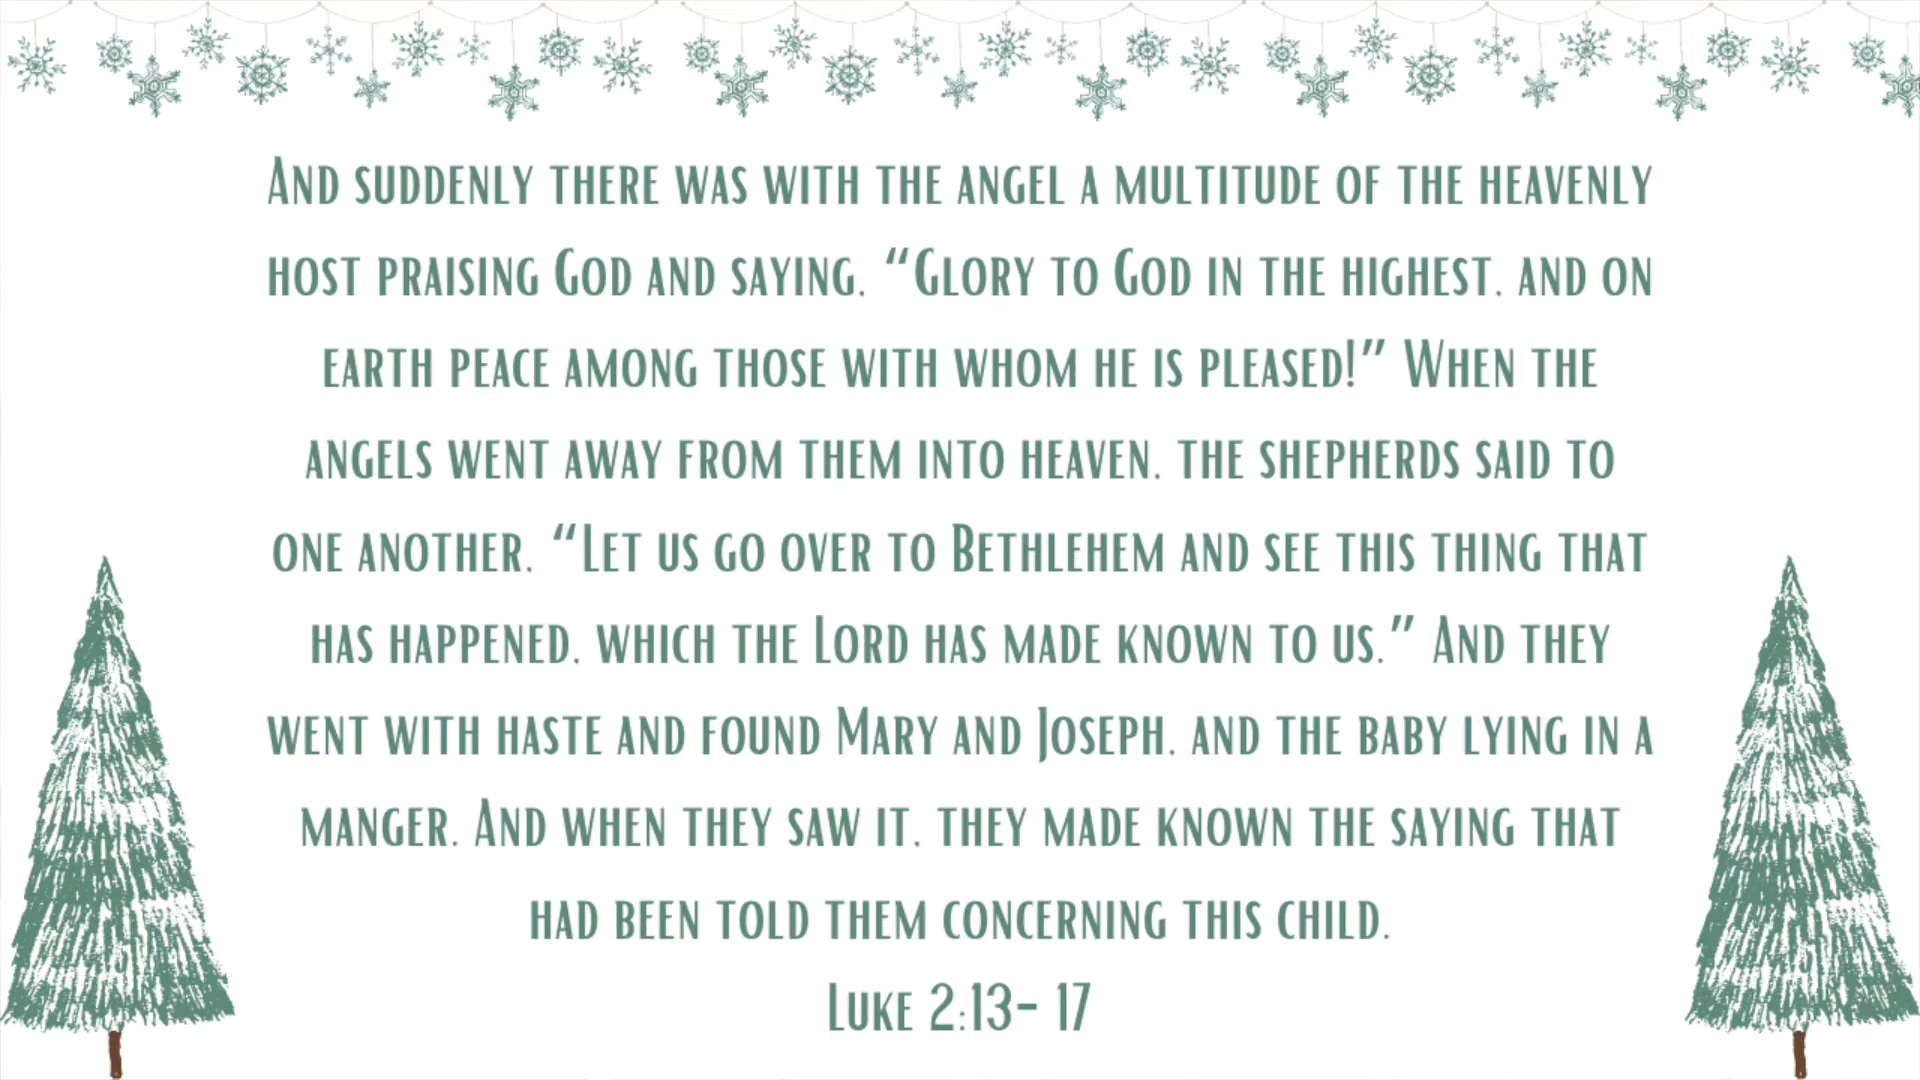 And suddenly there was with the angel a multitude of the heavenly
host praising God and saying, “Glory to God in the highest, and on
earth peace among those with whom he is pleased!” When the
angels went away from them into heaven, the shepherds said to
one another, “Let us go over to Bethlehem and see this thing that
has happened, which the Lord has made known to us.” And they
went with haste and found Mary and Joseph, and the baby lying in a
manger. And when they saw it, they made known the saying that
had been told them concerning this child.
Luke 2:13- 17